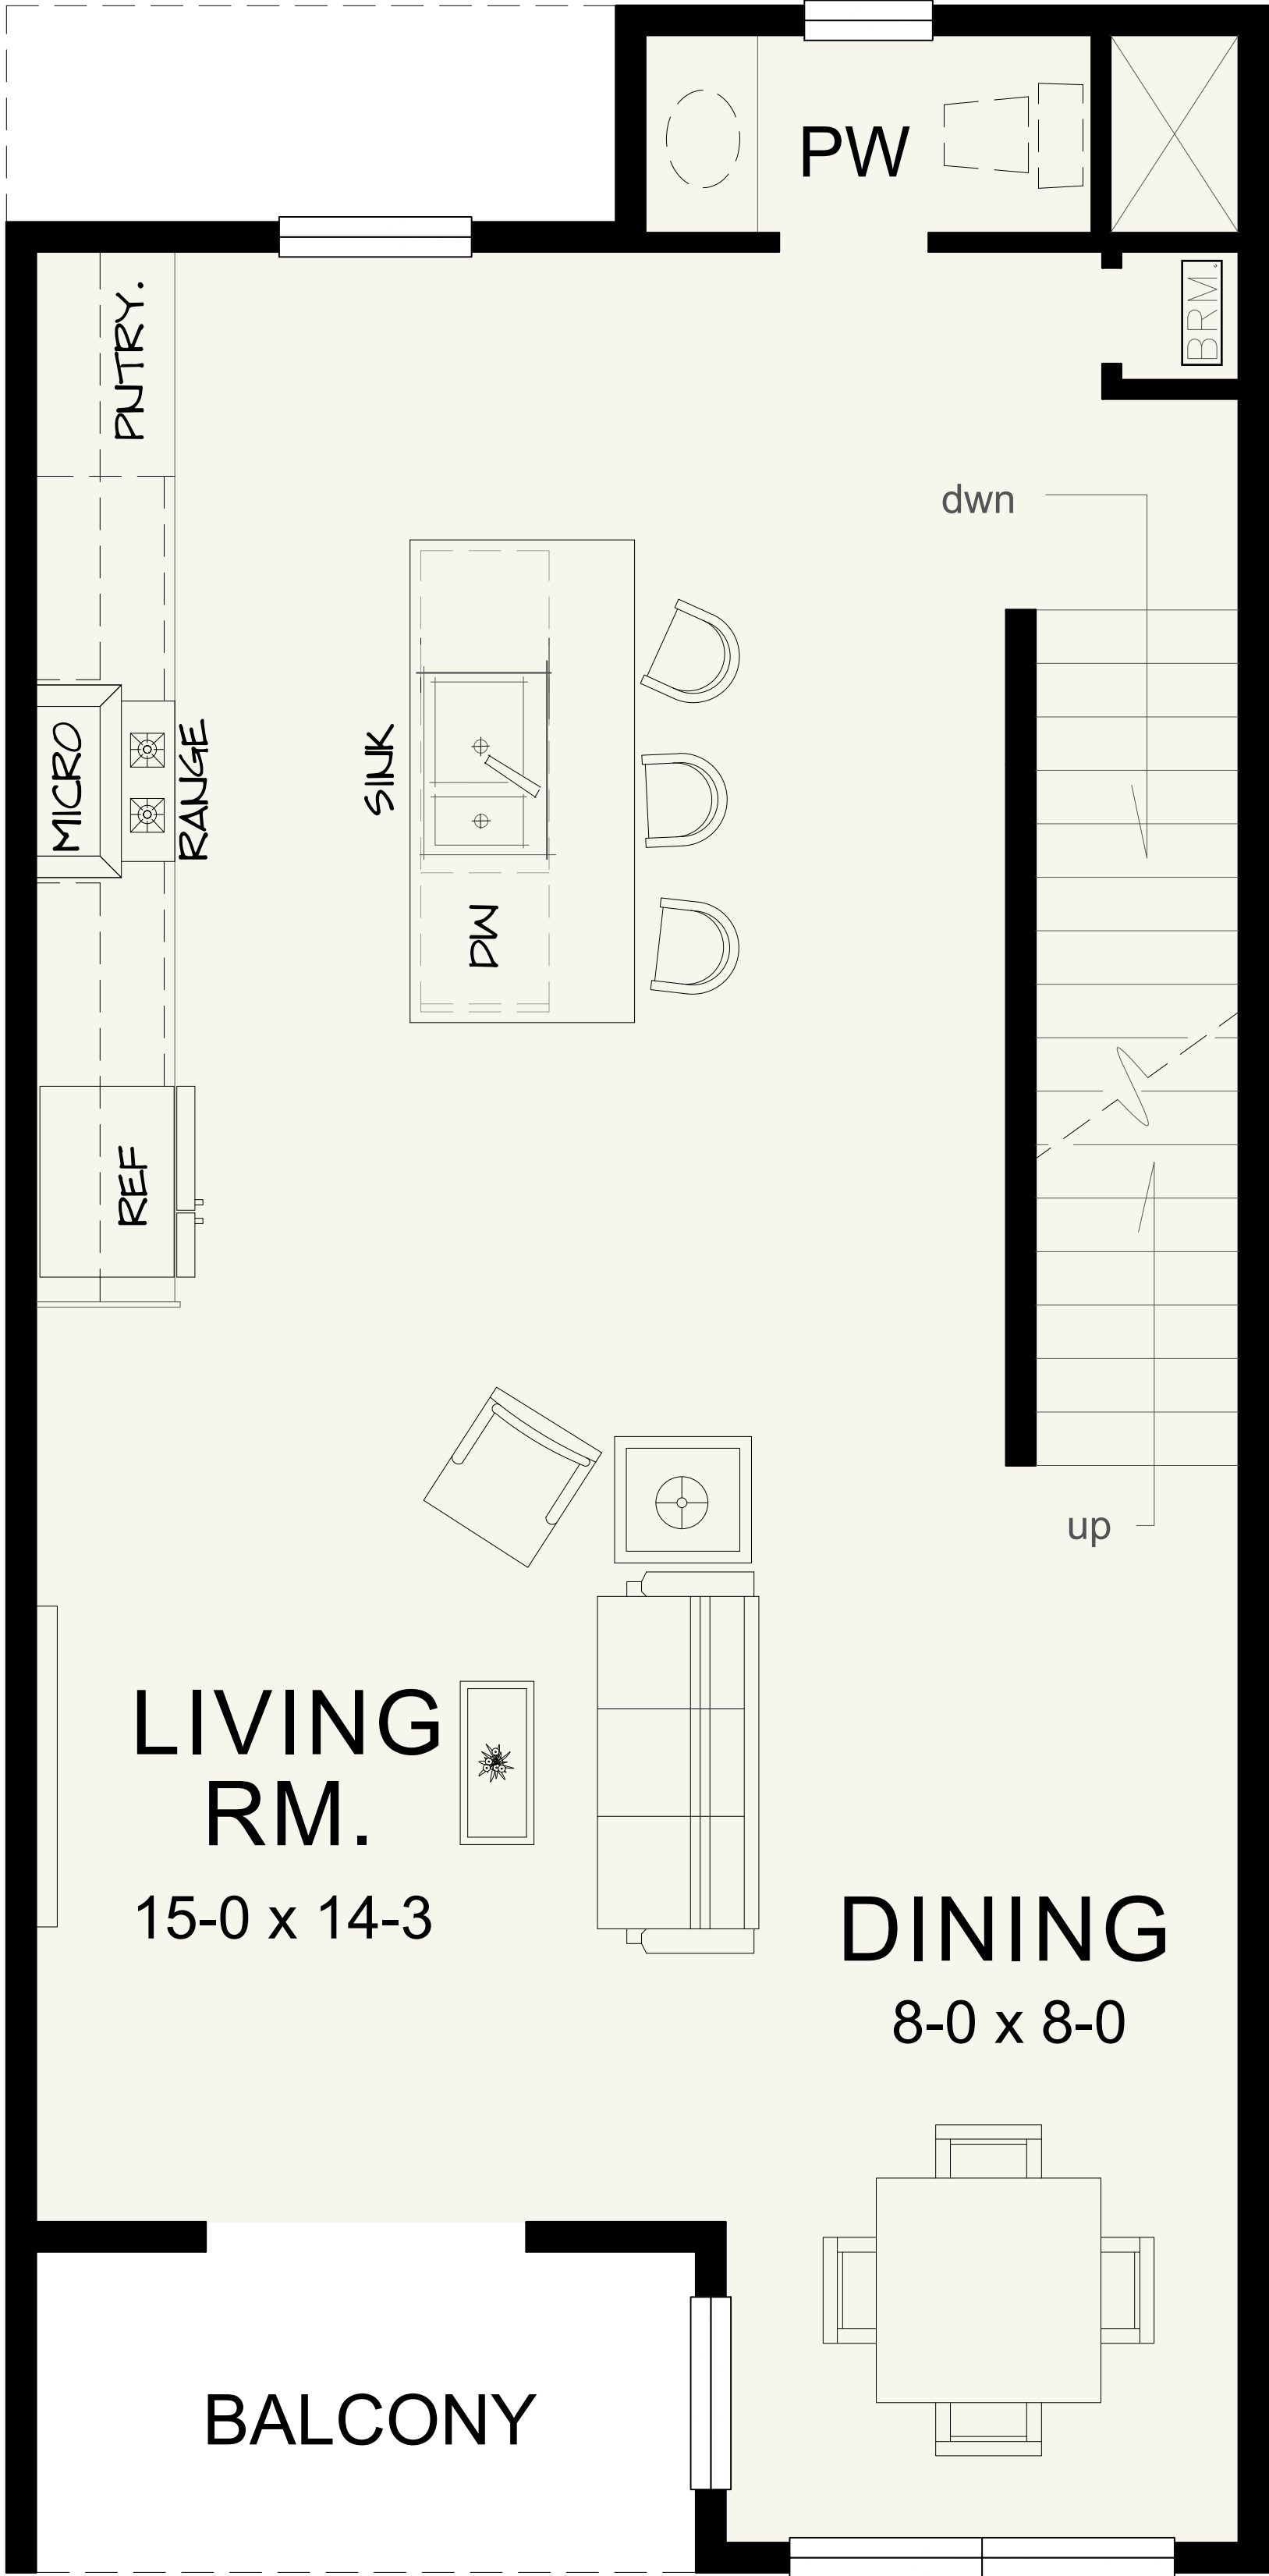 PW
BRM.
PNTRY.
dwn
MICRO
RANGE
SINK
DW
REF
up
LIVING
RM.
15-0 x 14-3
DINING
8-0 x 8-0
BALCONY